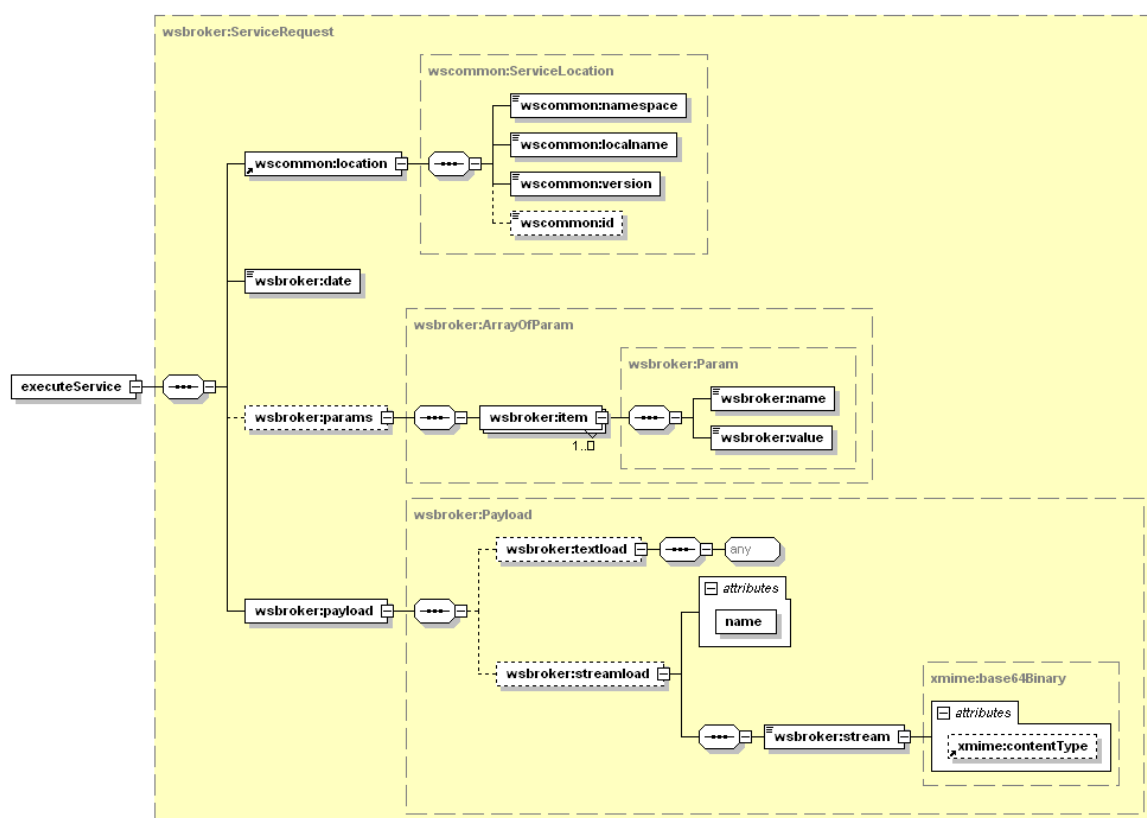 wsbroker:ServiceRequest
wscommon:ServiceLocation
wscommon:namespace
wscommon:localname
wscommon:location
wscommon:version
wscommon:id
wsbroker:date
wsbroker:ArrayOfParam
wsbroker:Param
executeService
wsbroker:params
wsbroker:item
wsbroker:name
wsbroker:value
1..
wsbroker:Payload
wsbroker:textload
any
attributes
name
wsbroker:payload
wsbroker:streamload
xmime:base64Binary
attributes
wsbroker:stream
xmime:contentType